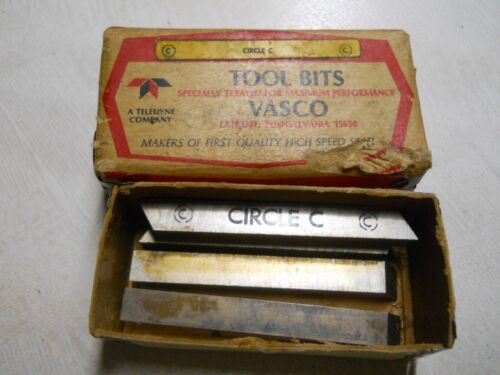 © CIRCLE C ©
TOOL BITS
SPECIALLY TREATED FOR MAXIMUM PERFORMANCE
A TELEDYNE
COMPANY
VASCO
LATROBE, PENNSYLVANIA 15650
MAKERS OF FIRST QUALITY HIGH SPEED STEEL
© CIRCLE C ©